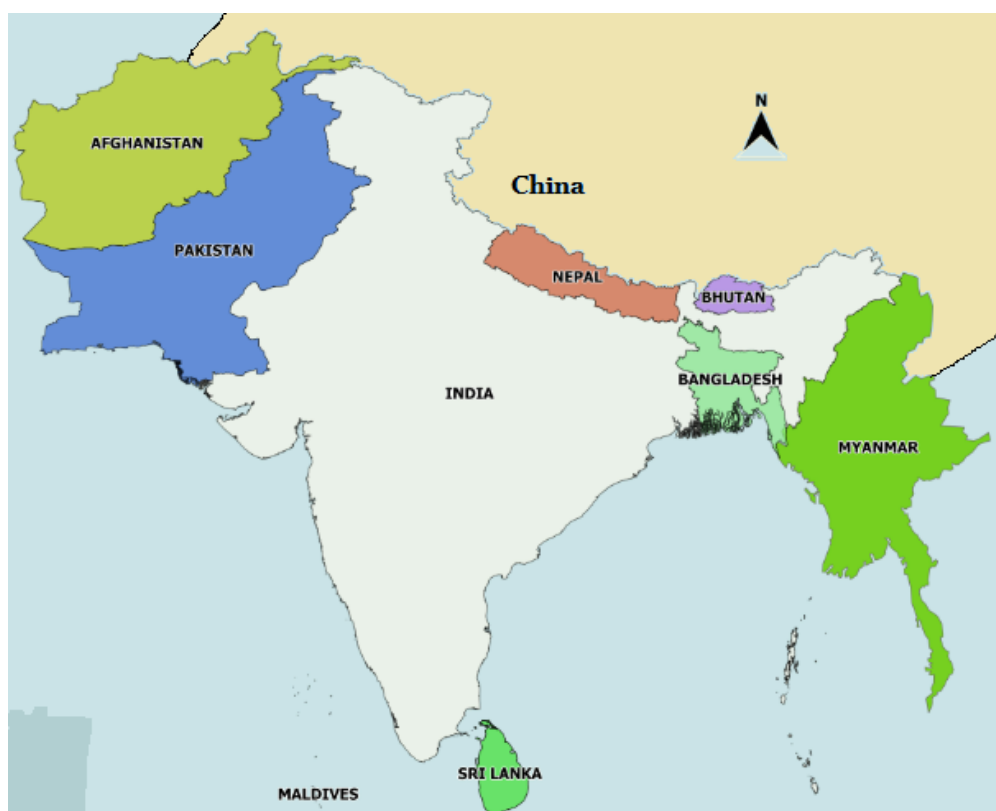 N
AFGHANISTAN
China
PAKISTAN
NEPAL
BHUTAN
BANGLADESH
INDIA
MYANMAR
SRI LANKA
MALDIVES